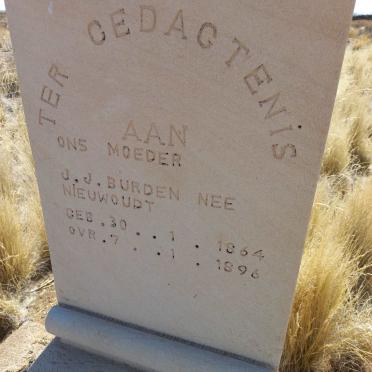 TER GEDAGTENIS
AAN
ONS MOEDER
J.J. BURDEN NEE
NIEUWOUDT
GEB. 30 . . 1 . 1864
OVR. 7 . . 1 . 1896